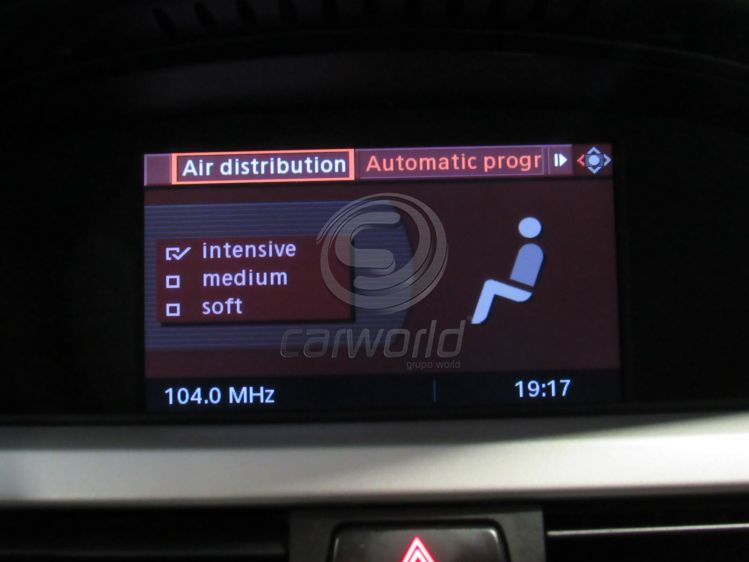 Air distribution Automatic progr
intensive
medium
soft
carworld
grupo world
104.0 MHz 19:17